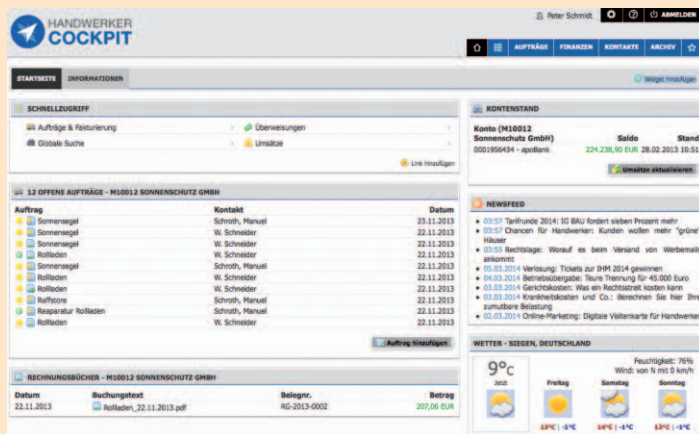 HANDWERKER
COCKPIT
Peter Schmidt
ABMELDEN
AUFTRÄGE FINANZEN KONTAKTE ARCHIV
STARTSEITE INFORMATIONEN
Widget hinzufügen
SCHNELLZUGRIFF
Aufträge & Fakturierung
Überweisungen
Globale Suche
Umsätze
Link hinzufügen
12 OFFENE AUFTRÄGE - M10012 SONNENSCHUTZ GMBH
Auftrag Kontakt Datum
Sonnensegel Schroth, Manuel 23.11.2013
Sonnensegel W. Schneider 22.11.2013
Sonnensegel W. Schneider 22.11.2013
Rollladen W. Schneider 22.11.2013
Sonnensegel Schroth, Manuel 22.11.2013
Rollladen W. Schneider 22.11.2013
Rollladen W. Schneider 22.11.2013
Raffstore Schroth, Manuel 22.11.2013
Reaparatur Rollladen Schroth, Manuel 22.11.2013
Rollladen W. Schneider 22.11.2013
Auftrag hinzufügen
RECHNUNGSBÜCHER - M10012 SONNENSCHUTZ GMBH
Datum Buchungstext Belegnr. Betrag
22.11.2013 Rollladen_22.11.2013.pdf RG-2013-0002 207,06 EUR
KONTENSTAND
Konto (M10012
Sonnenschutz GmbH) Saldo Stand
0001956434 - apoBank 224.238,90 EUR 28.02.2013 10:51
Umsätze aktualisieren
NEWSFEED
03:57 Tarifrunde 2014: IG BAU fordert sieben Prozent mehr
03:57 Chancen für Handwerker: Kunden wollen mehr "grüne"
Häuser
03:55 Rechtslage: Worauf es beim Versand von Werbemails
ankommt
05.03.2014 Verlosung: Tickets zur IHM 2014 gewinnen
04.03.2014 Betriebsübergabe: Teure Trennung für 45.000 Euro
03.03.2014 Gerichtskosten: Was ein Rechtsstreit kosten kann
03.03.2014 Krankheitskosten und Co.: Berechnen Sie hier Ihre
zumutbare Belastung
02.03.2014 Online-Marketing: Digitale Visitenkarte für Handwerker
WETTER - SIEGEN, DEUTSCHLAND
9°C
Feuchtigkeit: 76%
Wind: von N mit 0 km/h
Jetzt Freitag Samstag Sonntag
12°C | -1°C 14°C | -1°C 13°C | -1°C